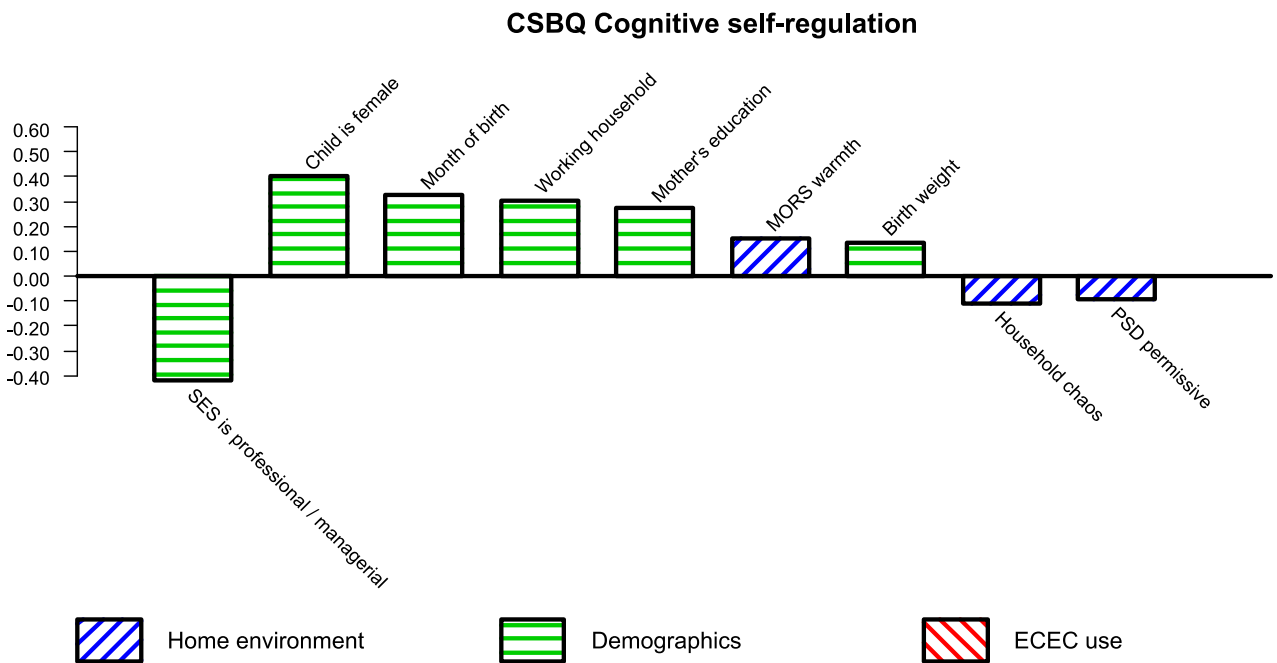 CSBQ Cognitive self-regulation
0.60
0.50
0.40
0.30
0.20
0.10
0.00
-0.10
-0.20
-0.30
-0.40
SES is professional / managerial
Child is female
Month of birth
Working household
Mother's education
MORS warmth
Birth weight
Household chaos
PSD permissive
Home environment
Demographics
ECEC use